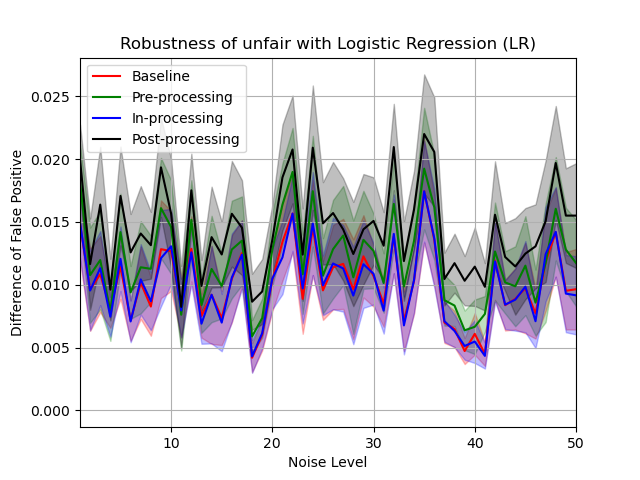 Robustness of unfair with Logistic Regression (LR)
Baseline
Pre-processing
In-processing
Post-processing
Difference of False Positive
0.025
0.020
0.015
0.010
0.005
0.000
10
20
30
40
50
Noise Level